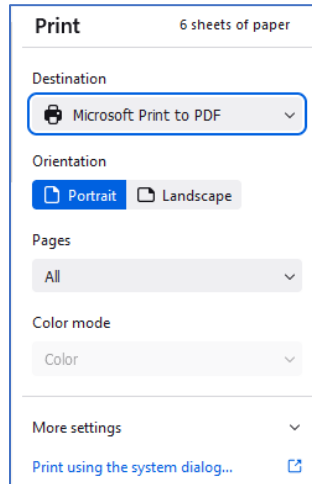 Print 6 sheets of paper
Destination
Microsoft Print to PDF
Orientation
Portrait Landscape
Pages
All
Color mode
Color
More settings
Print using the system dialog...